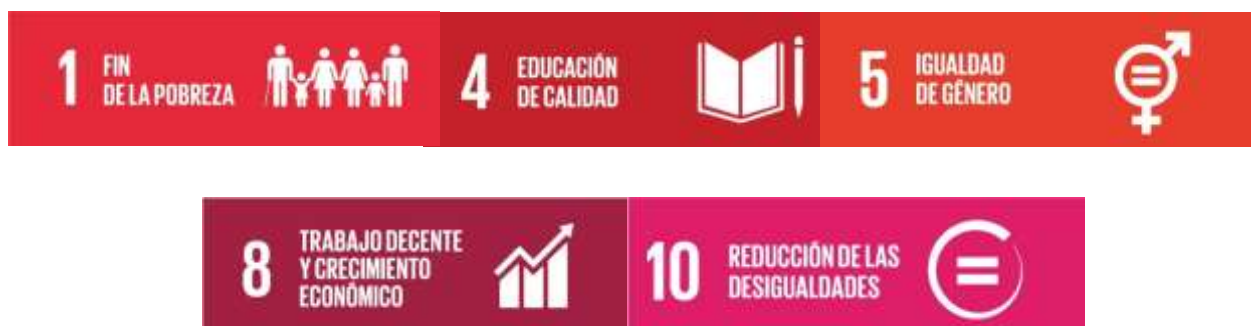 1 FIN
DE LA POBREZA
4 EDUCACIÓN
DE CALIDAD
5 IGUALDAD
DE GÉNERO
8 TRABAJO DECENTE
Y CRECIMIENTO
ECONÓMICO
10 REDUCCIÓN DE LAS
DESIGUALDADES